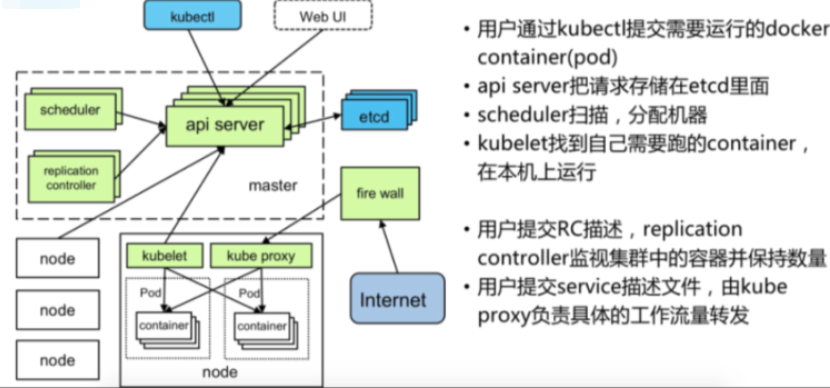 kubectl
Web UI
scheduler
api server
etcd
replication
controller
master
fire wall
node
kubelet
kube proxy
node
Pod
Pod
container
container
Internet
node
node
• 用户通过kubectl提交需要运行的docker
container(pod)
• api server把请求存储在etcd里面
• scheduler扫描，分配机器
• kubelet找到自己需要跑的container，
在本机上运行
• 用户提交RC描述，replication
controller监视集群中的容器并保持数量
• 用户提交service描述文件，由kube
proxy负责具体的工作流量转发